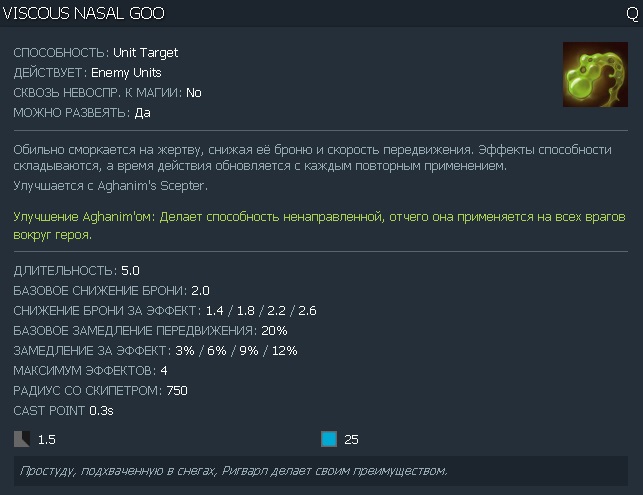 VISCOUS NASAL GOO Q
СПОСОБНОСТЬ: Unit Target
ДЕЙСТВУЕТ: Enemy Units
СКВОЗЬ НЕВОСПР. К МАГИИ: No
МОЖНО РАЗВЕЯТЬ: Да
Обильно сморкается на жертву, снижая её броню и скорость передвижения. Эффекты способности
складываются, а время действия обновляется с каждым повторным применением.
Улучшается с Aghanim's Scepter.
Улучшение Aghanim'ом: Делает способность ненаправленной, отчего она применяется на всех врагов
вокруг героя.
ДЛИТЕЛЬНОСТЬ: 5.0
БАЗОВОЕ СНИЖЕНИЕ БРОНИ: 2.0
СНИЖЕНИЕ БРОНИ ЗА ЭФФЕКТ: 1.4 / 1.8 / 2.2 / 2.6
БАЗОВОЕ ЗАМЕДЛЕНИЕ ПЕРЕДВИЖЕНИЯ: 20%
ЗАМЕДЛЕНИЕ ЗА ЭФФЕКТ: 3% / 6% / 9% / 12%
МАКСИМУМ ЭФФЕКТОВ: 4
РАДИУС СО СКИПЕТРОМ: 750
CAST POINT 0.3s
1.5 25
Простуду, подхваченную в снегах, Ригварл делает своим преимуществом.